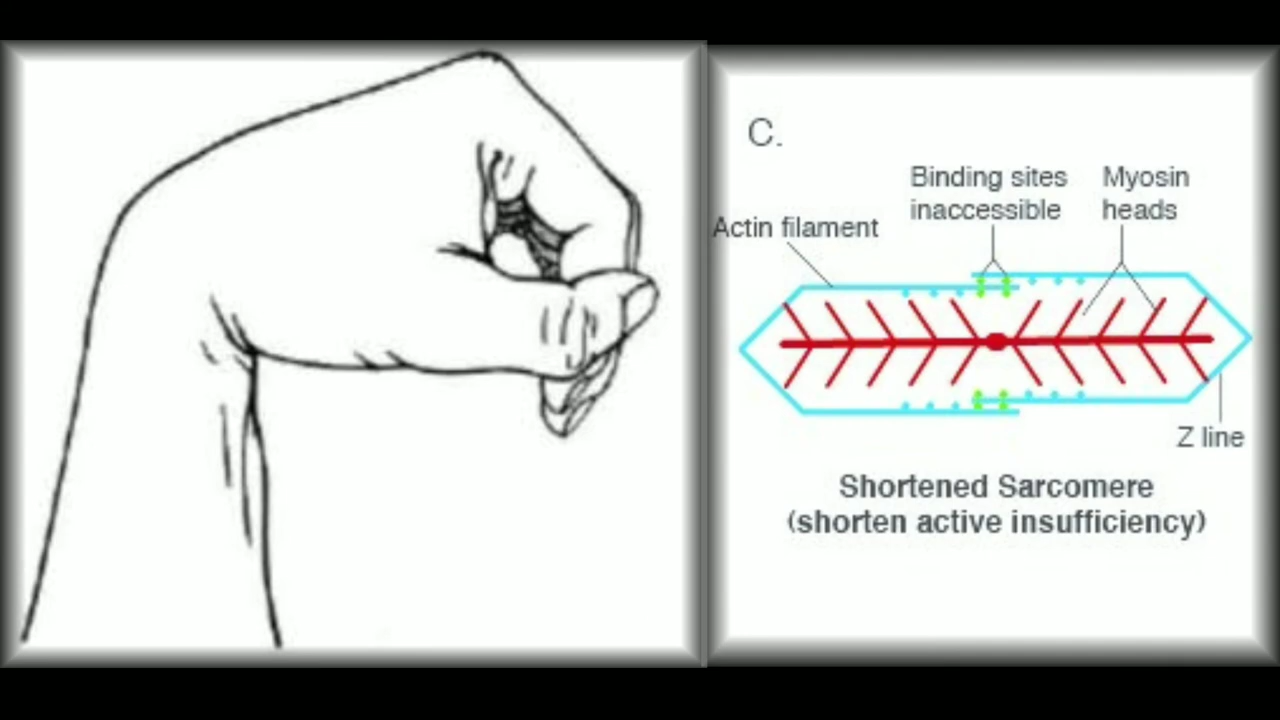 C.
Binding sites
inaccessible
Myosin
heads
Actin filament
Z line
Shortened Sarcomere
(shorten active insufficiency)